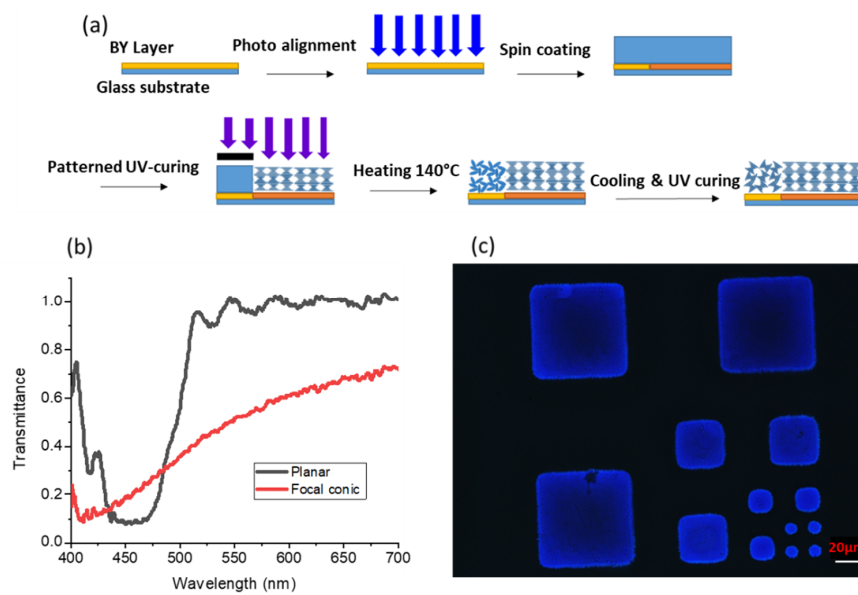 (a)
BY Layer
Photo alignment
Spin coating
Glass substrate
Patterned UV-curing
Heating 140°C
Cooling & UV curing
(b)
(c)
1.0
0.8
0.6
0.4
0.2
0.0
Transmittance
Planar
Focal conic
400 450 500 550 600 650 700
Wavelength (nm)
20μm